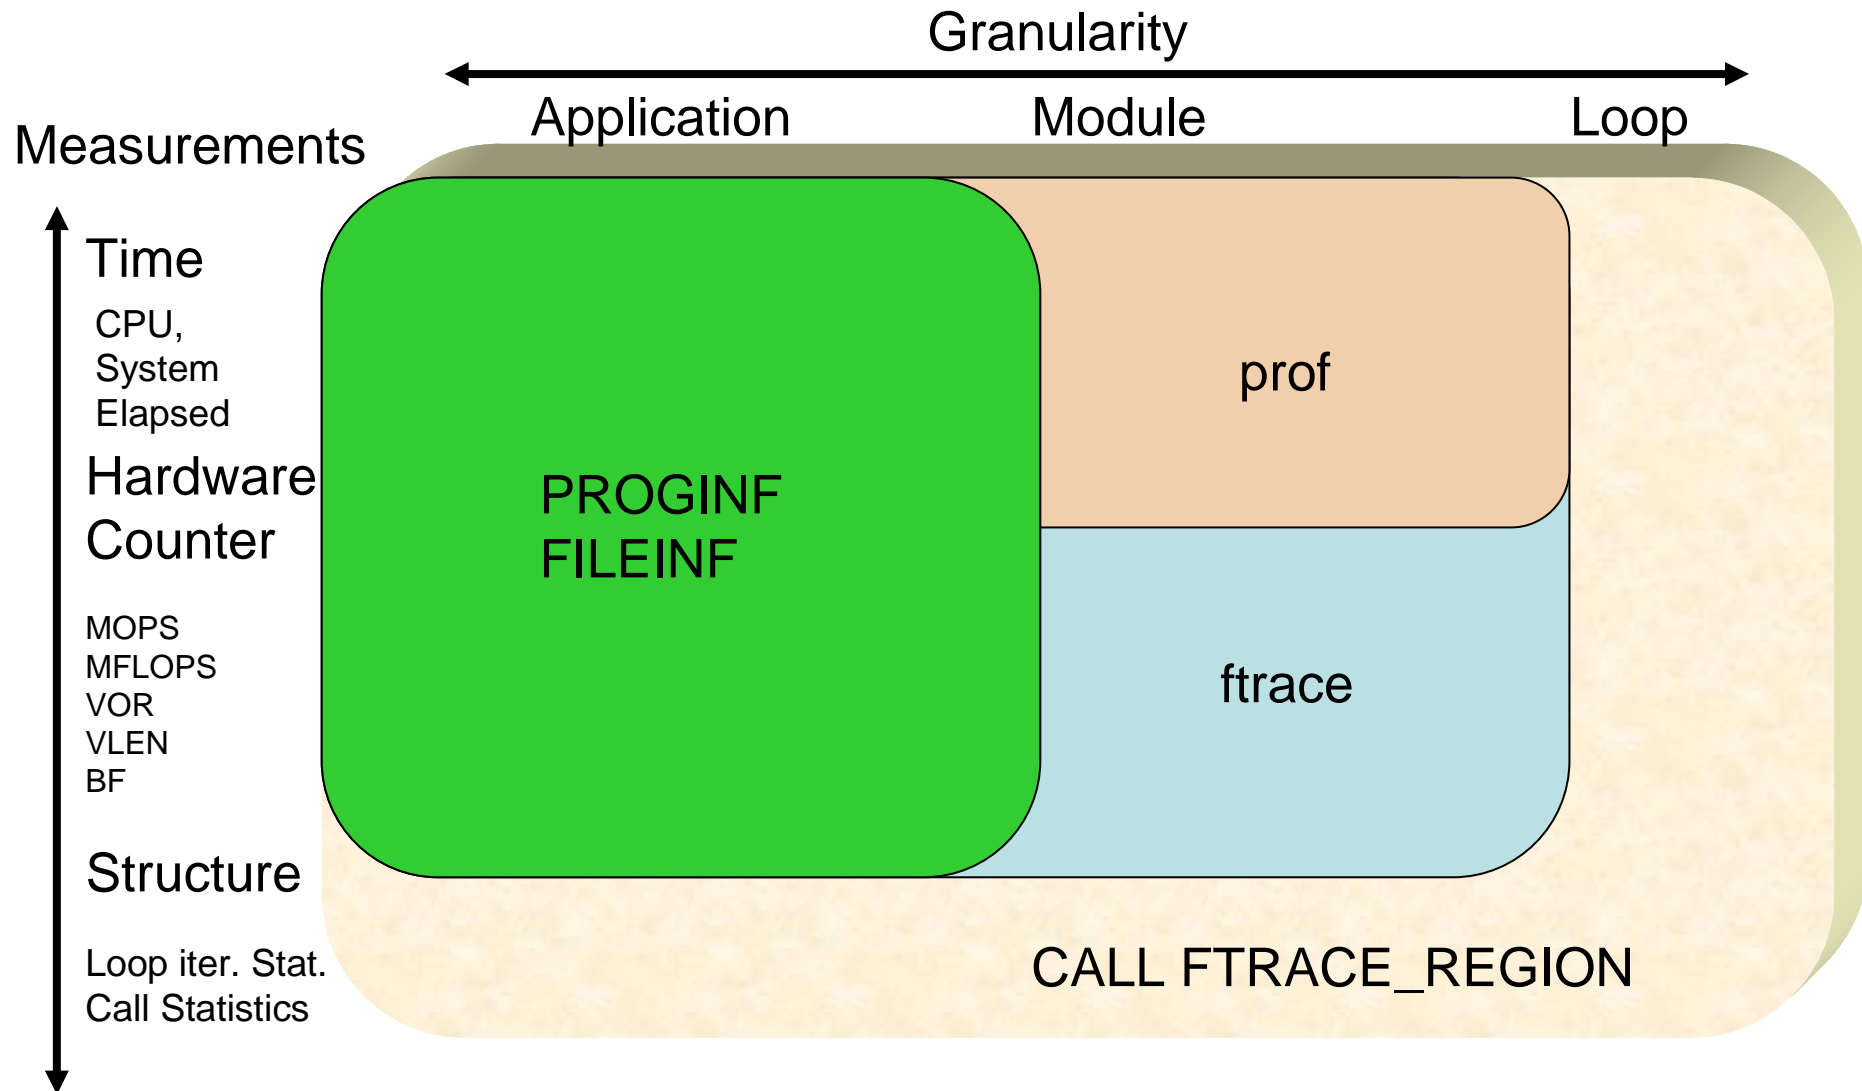 Granularity
Application Module Loop
Measurements
Time
CPU,
System
Elapsed
Hardware
Counter
MOPS
MFLOPS
VOR
VLEN
BF
Structure
Loop iter. Stat.
Call Statistics
PROGINF
FILEINF
prof
ftrace
CALL FTRACE_REGION